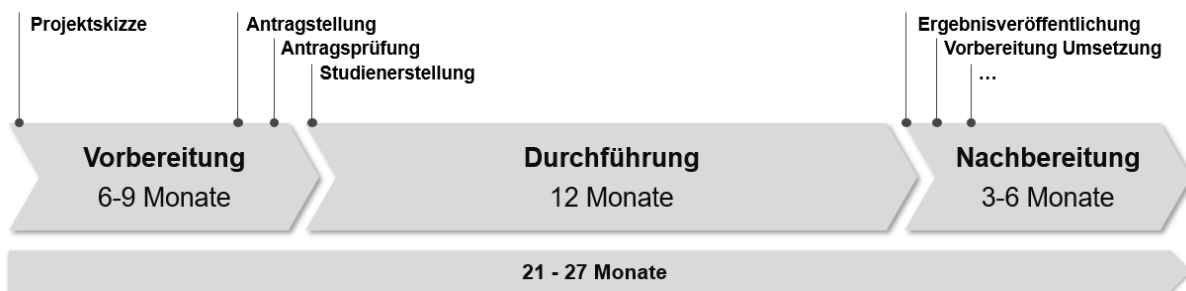 Projektskizze
Antragstellung
Antragsprüfung
Studienerstellung
Ergebnisveröffentlichung
Vorbereitung Umsetzung
...
Vorbereitung
6-9 Monate
Durchführung
12 Monate
Nachbereitung
3-6 Monate
21 - 27 Monate